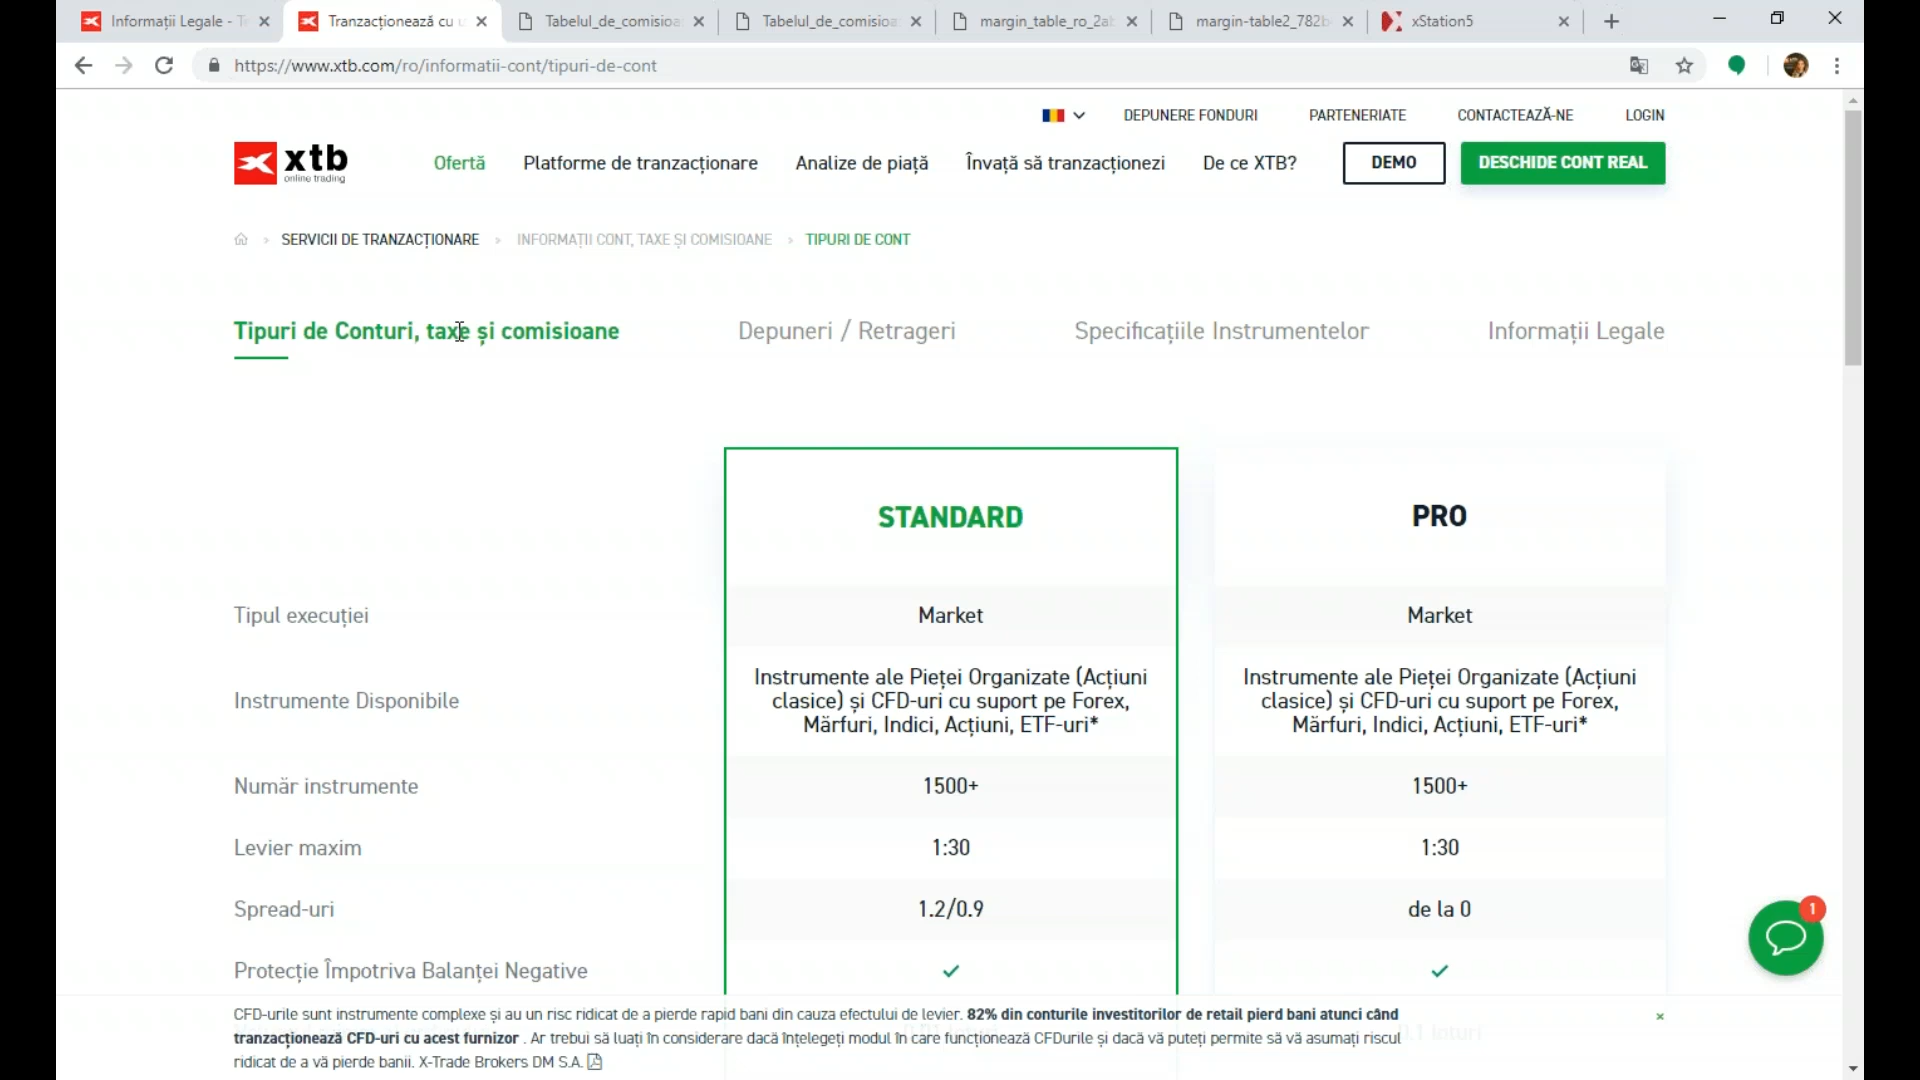 Informații Legale - T
Tranzacționează cu u
Tabelul_de_comisioa
Tabelul_de_comisioa
margin_table_ro_2a
margin-table2_782b
xStation5
https://www.xtb.com/ro/informatii-cont/tipuri-de-cont
DEPUNERE FONDURI
PARTENERIATE
CONTACTEAZĂ-NE
LOGIN
xtb
online trading
Ofertă
Platforme de tranzacționare
Analize de piață
Învață să tranzacționezi
De ce XTB?
DEMO
DESCHIDE CONT REAL
SERVICII DE TRANZACȚIONARE > INFORMAȚII CONT, TAXE ȘI COMISIOANE > TIPURI DE CONT
Tipuri de Conturi, taxe și comisioane
Depuneri / Retrageri
Specificațiile Instrumentelor
Informații Legale
STANDARD
PRO
Tipul execuției
Market
Market
Instrumente Disponibile
Instrumente ale Pieței Organizate (Acțiuni
clasice) și CFD-uri cu suport pe Forex,
Mărfuri, Indici, Acțiuni, ETF-uri*
Instrumente ale Pieței Organizate (Acțiuni
clasice) și CFD-uri cu suport pe Forex,
Mărfuri, Indici, Acțiuni, ETF-uri*
Număr instrumente
1500+
1500+
Levier maxim
1:30
1:30
Spread-uri
1.2/0.9
de la 0
Protecție Împotriva Balanței Negative
1
CFD-urile sunt instrumente complexe și au un risc ridicat de a pierde rapid bani din cauza efectului de levier. 82% din conturile investitorilor de retail pierd bani atunci când
tranzacționează CFD-uri cu acest furnizor . Ar trebui să luați în considerare dacă înțelegeți modul în care funcționează CFDurile și dacă vă puteți permite să vă asumați riscul
ridicat de a vă pierde banii. X-Trade Brokers DM S.A.